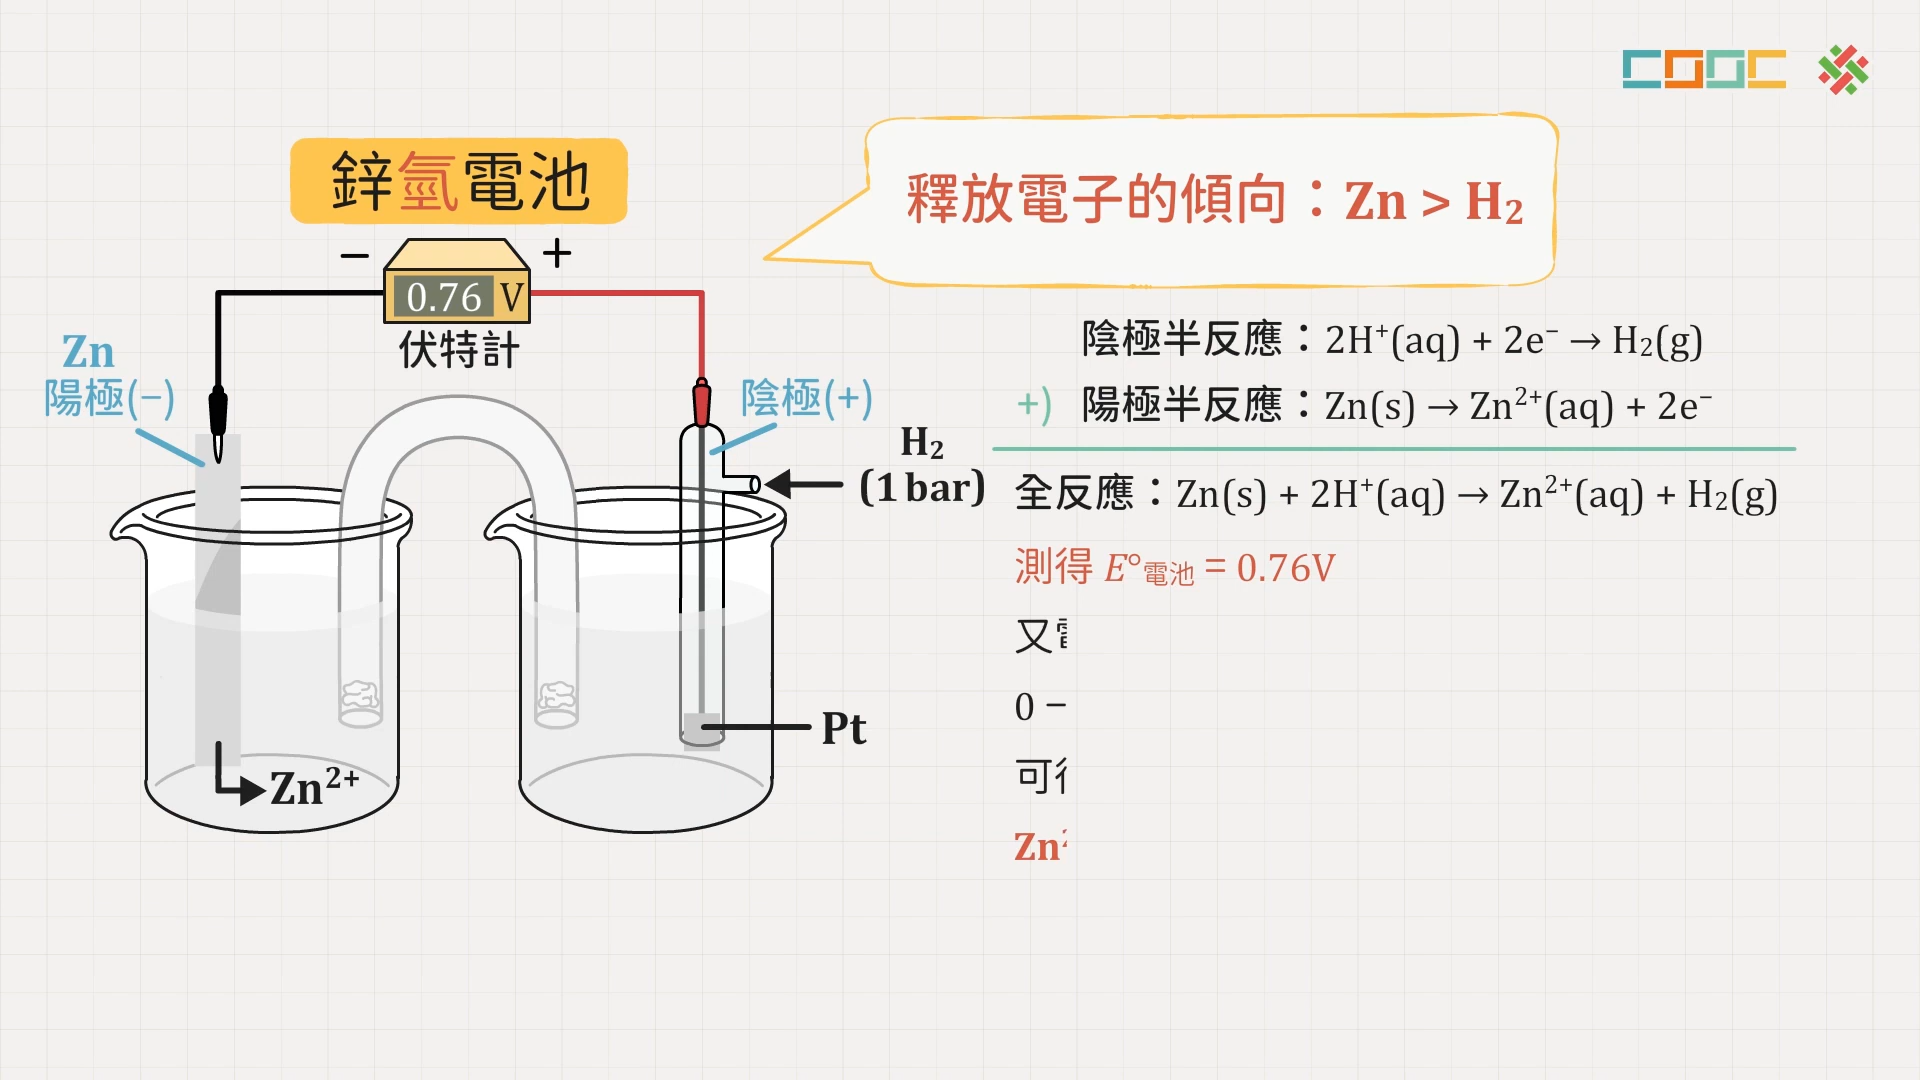 COOC
鋅氫電池
釋放電子的傾向：Zn > H₂
− +
0.76 V
伏特計
Zn
陽極(−)
陰極(+)
H₂
(1 bar)
Pt
Zn²⁺
陰極半反應：2H⁺(aq) + 2e⁻ → H₂(g)
+) 陽極半反應：Zn(s) → Zn²⁺(aq) + 2e⁻
全反應：Zn(s) + 2H⁺(aq) → Zn²⁺(aq) + H₂(g)
測得 E°電池 = 0.76V
又
0 −
可
Zn